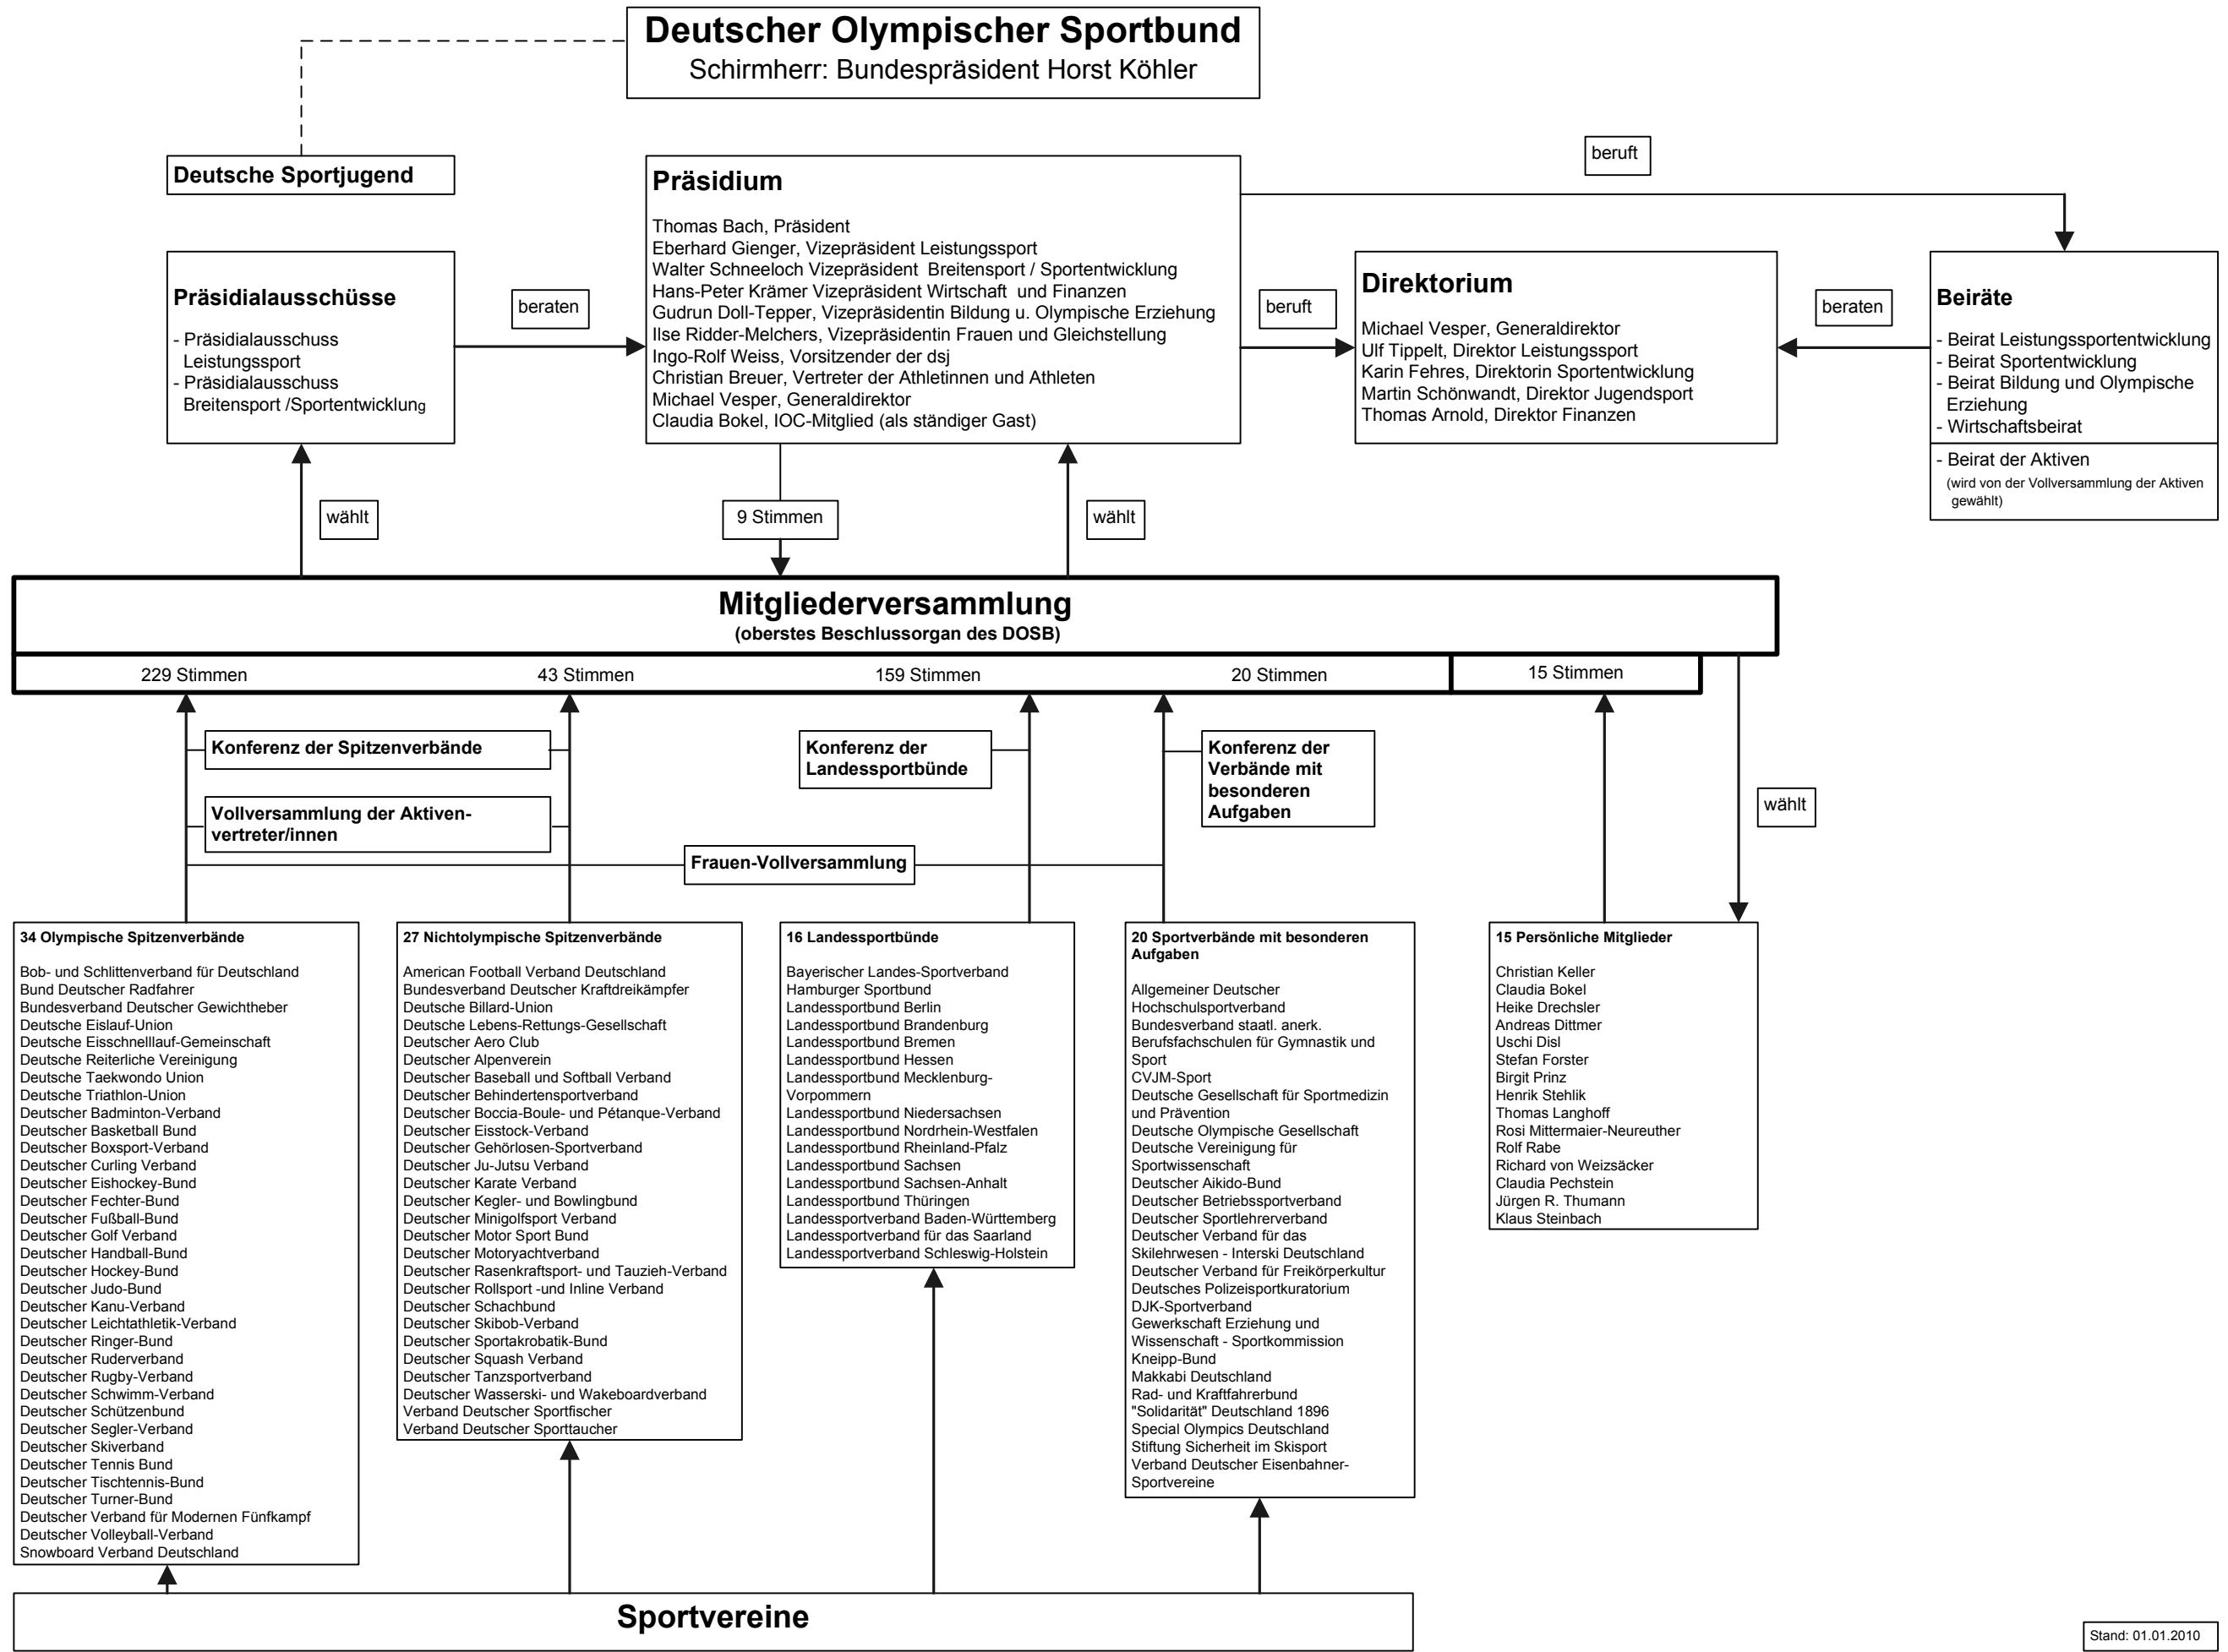 Deutscher Olympischer Sportbund
Schirmherr: Bundespräsident Horst Köhler
Deutsche Sportjugend
beruft
Präsidium
Thomas Bach, Präsident
Eberhard Gienger, Vizepräsident Leistungssport
Walter Schneeloch Vizepräsident Breitensport / Sportentwicklung
Hans-Peter Krämer Vizepräsident Wirtschaft und Finanzen
Gudrun Doll-Tepper, Vizepräsidentin Bildung u. Olympische Erziehung
Ilse Ridder-Melchers, Vizepräsidentin Frauen und Gleichstellung
Ingo-Rolf Weiss, Vorsitzender der dsj
Christian Breuer, Vertreter der Athletinnen und Athleten
Michael Vesper, Generaldirektor
Claudia Bokel, IOC-Mitglied (als ständiger Gast)
Präsidialausschüsse
- Präsidialausschuss
Leistungssport
- Präsidialausschuss
Breitensport /Sportentwicklung
beraten
beruft
Direktorium
Michael Vesper, Generaldirektor
Ulf Tippelt, Direktor Leistungssport
Karin Fehres, Direktorin Sportentwicklung
Martin Schönwandt, Direktor Jugendsport
Thomas Arnold, Direktor Finanzen
beraten
Beiräte
- Beirat Leistungssportentwicklung
- Beirat Sportentwicklung
- Beirat Bildung und Olympische
Erziehung
- Wirtschaftsbeirat
- Beirat der Aktiven
(wird von der Vollversammlung der Aktiven
gewählt)
wählt
9 Stimmen
wählt
Mitgliederversammlung
(oberstes Beschlussorgan des DOSB)
229 Stimmen
43 Stimmen
159 Stimmen
20 Stimmen
15 Stimmen
Konferenz der Spitzenverbände
Vollversammlung der Aktiven-
vertreter/innen
Konferenz der
Landessportbünde
Konferenz der
Verbände mit
besonderen
Aufgaben
wählt
Frauen-Vollversammlung
34 Olympische Spitzenverbände
Bob- und Schlittenverband für Deutschland
Bund Deutscher Radfahrer
Bundesverband Deutscher Gewichtheber
Deutsche Eislauf-Union
Deutsche Eisschnelllauf-Gemeinschaft
Deutsche Reiterliche Vereinigung
Deutsche Taekwondo Union
Deutsche Triathlon-Union
Deutscher Badminton-Verband
Deutscher Basketball Bund
Deutscher Boxsport-Verband
Deutscher Curling Verband
Deutscher Eishockey-Bund
Deutscher Fechter-Bund
Deutscher Fußball-Bund
Deutscher Golf Verband
Deutscher Handball-Bund
Deutscher Hockey-Bund
Deutscher Judo-Bund
Deutscher Kanu-Verband
Deutscher Leichtathletik-Verband
Deutscher Ringer-Bund
Deutscher Ruderverband
Deutscher Rugby-Verband
Deutscher Schwimm-Verband
Deutscher Schützenbund
Deutscher Segler-Verband
Deutscher Skiverband
Deutscher Tennis Bund
Deutscher Tischtennis-Bund
Deutscher Turner-Bund
Deutscher Verband für Modernen Fünfkampf
Deutscher Volleyball-Verband
Snowboard Verband Deutschland
27 Nichtolympische Spitzenverbände
American Football Verband Deutschland
Bundesverband Deutscher Kraftdreikämpfer
Deutsche Billard-Union
Deutsche Lebens-Rettungs-Gesellschaft
Deutscher Aero Club
Deutscher Alpenverein
Deutscher Baseball und Softball Verband
Deutscher Behindertensportverband
Deutscher Boccia-Boule- und Pétanque-Verband
Deutscher Eisstock-Verband
Deutscher Gehörlosen-Sportverband
Deutscher Ju-Jutsu Verband
Deutscher Karate Verband
Deutscher Kegler- und Bowlingbund
Deutscher Minigolfsport Verband
Deutscher Motor Sport Bund
Deutscher Motoryachtverband
Deutscher Rasenkraftsport- und Tauzieh-Verband
Deutscher Rollsport -und Inline Verband
Deutscher Schachbund
Deutscher Skibob-Verband
Deutscher Sportakrobatik-Bund
Deutscher Squash Verband
Deutscher Tanzsportverband
Deutscher Wasserski- und Wakeboardverband
Verband Deutscher Sportfischer
Verband Deutscher Sporttaucher
16 Landessportbünde
Bayerischer Landes-Sportverband
Hamburger Sportbund
Landessportbund Berlin
Landessportbund Brandenburg
Landessportbund Bremen
Landessportbund Hessen
Landessportbund Mecklenburg-
Vorpommern
Landessportbund Niedersachsen
Landessportbund Nordrhein-Westfalen
Landessportbund Rheinland-Pfalz
Landessportbund Sachsen
Landessportbund Sachsen-Anhalt
Landessportbund Thüringen
Landessportverband Baden-Württemberg
Landessportverband für das Saarland
Landessportverband Schleswig-Holstein
20 Sportverbände mit besonderen
Aufgaben
Allgemeiner Deutscher
Hochschulsportverband
Bundesverband staatl. anerk.
Berufsfachschulen für Gymnastik und
Sport
CVJM-Sport
Deutsche Gesellschaft für Sportmedizin
und Prävention
Deutsche Olympische Gesellschaft
Deutsche Vereinigung für
Sportwissenschaft
Deutscher Aikido-Bund
Deutscher Betriebssportverband
Deutscher Sportlehrerverband
Deutscher Verband für das
Skilehrwesen - Interski Deutschland
Deutscher Verband für Freikörperkultur
Deutsches Polizeisportkuratorium
DJK-Sportverband
Gewerkschaft Erziehung und
Wissenschaft - Sportkommission
Kneipp-Bund
Makkabi Deutschland
Rad- und Kraftfahrerbund
"Solidarität" Deutschland 1896
Special Olympics Deutschland
Stiftung Sicherheit im Skisport
Verband Deutscher Eisenbahner-
Sportvereine
15 Persönliche Mitglieder
Christian Keller
Claudia Bokel
Heike Drechsler
Andreas Dittmer
Uschi Disl
Stefan Forster
Birgit Prinz
Henrik Stehlik
Thomas Langhoff
Rosi Mittermaier-Neureuther
Rolf Rabe
Richard von Weizsäcker
Claudia Pechstein
Jürgen R. Thumann
Klaus Steinbach
Sportvereine
Stand: 01.01.2010